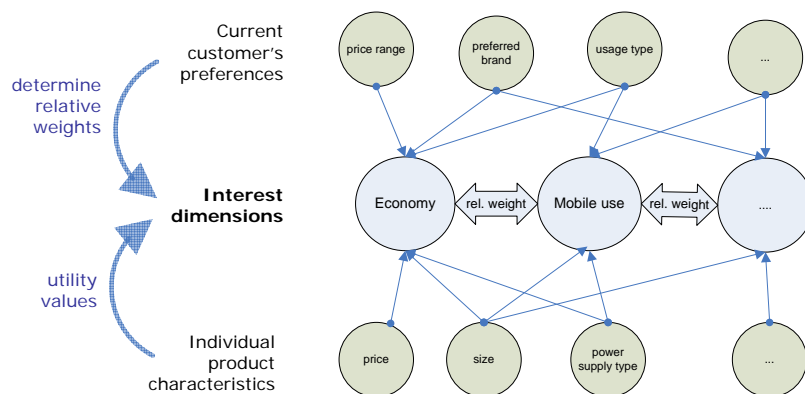 Current
customer's
preferences
price range
preferred
brand
usage type
...
determine
relative
weights
Interest
dimensions
Economy
rel. weight
Mobile use
rel. weight
....
utility
values
Individual
product
characteristics
price
size
power
supply type
...